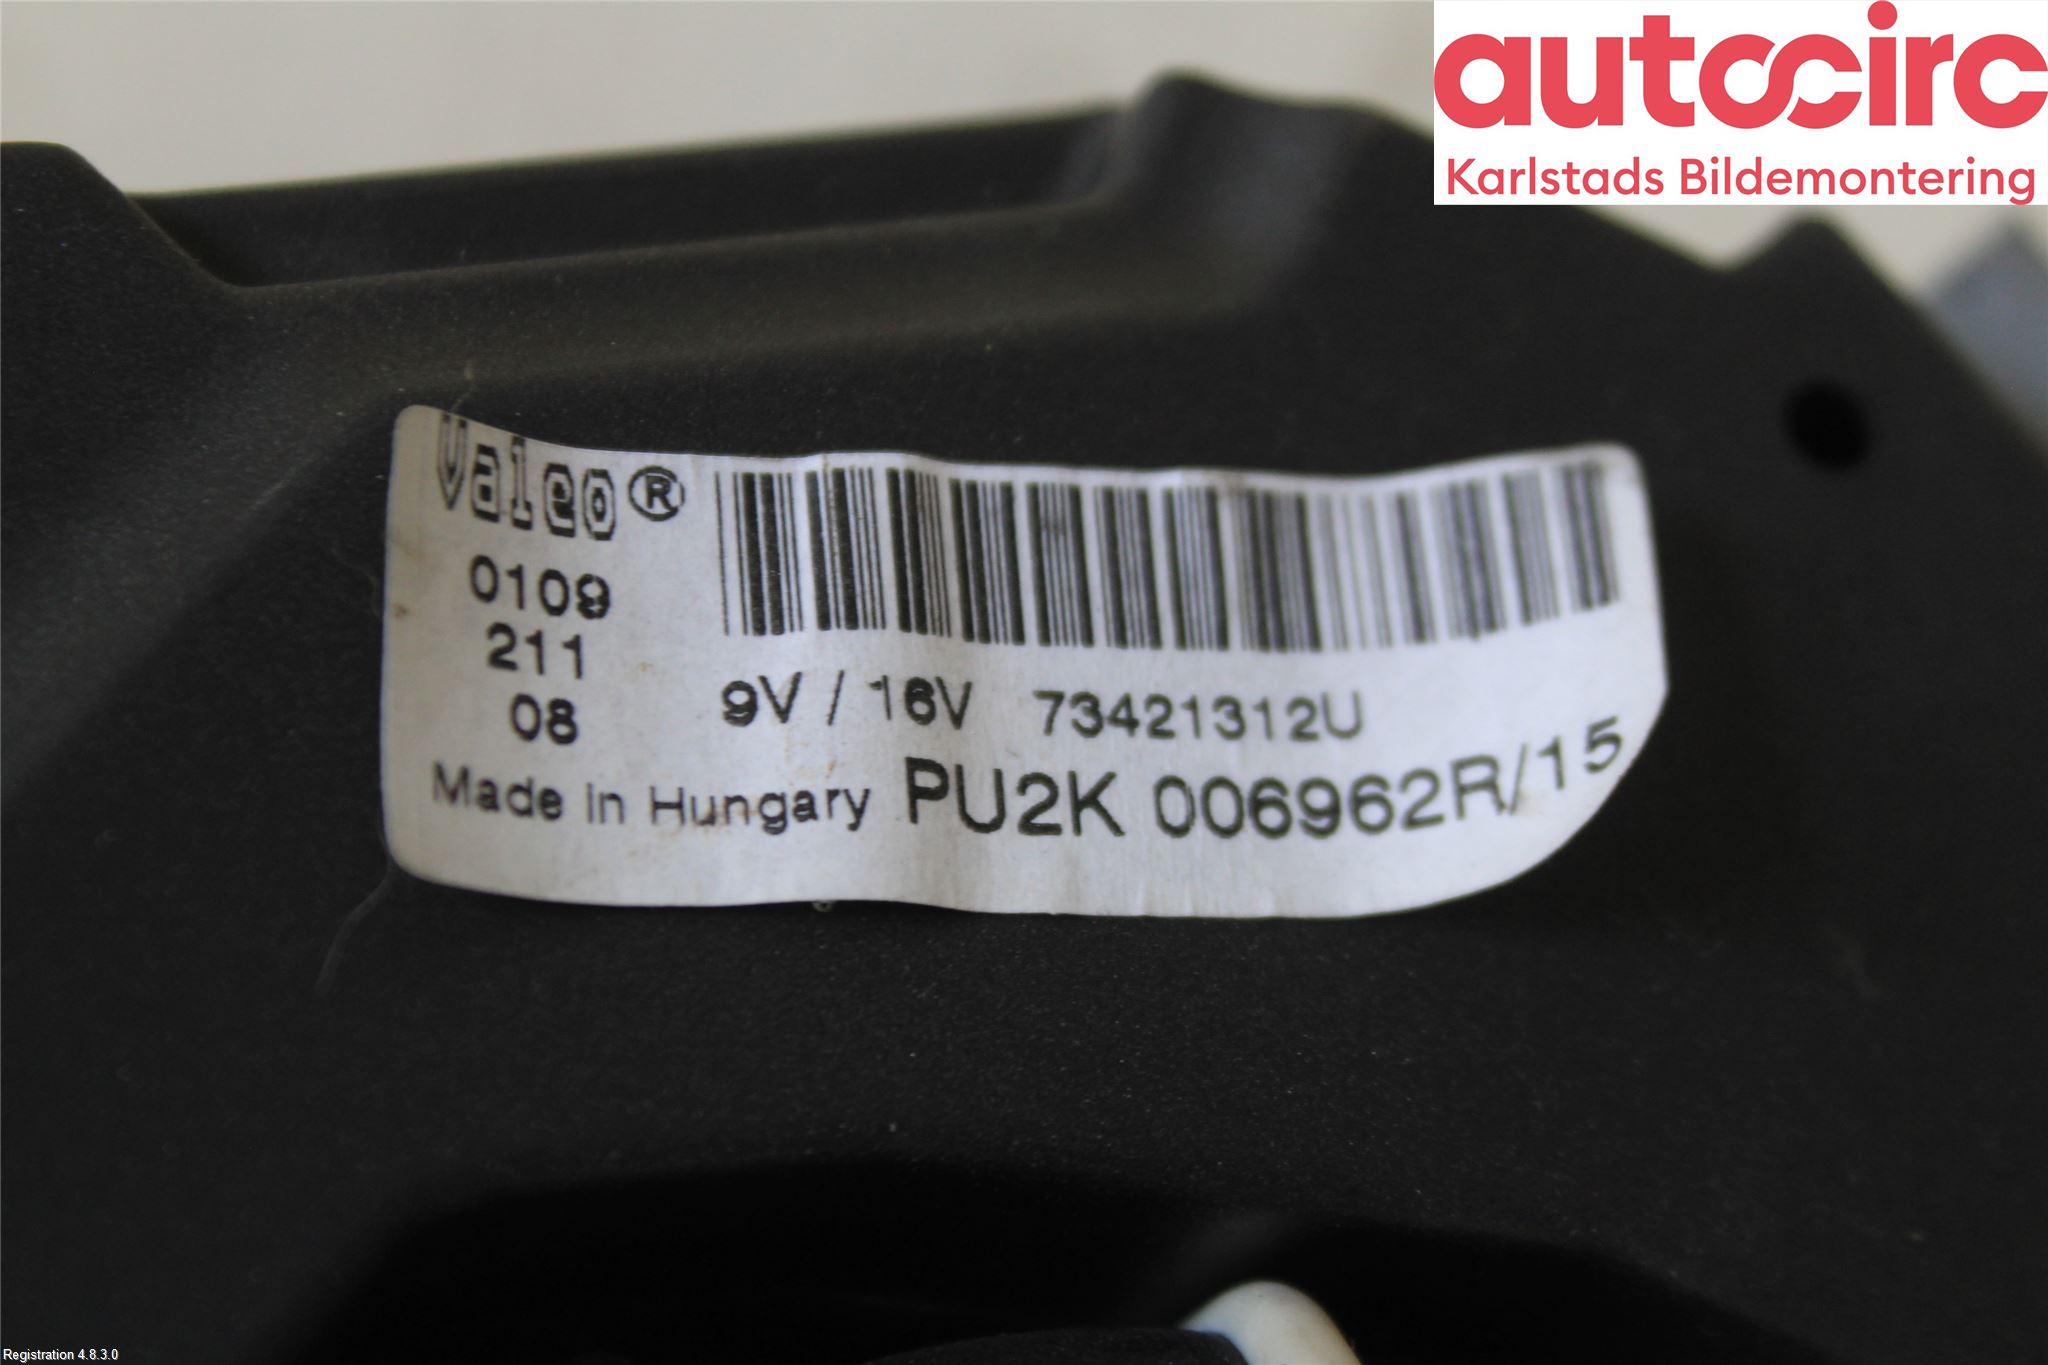 autocirc
Karlstads Bildemontering
Valeo®
0109
211
08
9V / 16V 73421312U
Made in Hungary PU2K 006962R/15
Registration 4.8.3.0